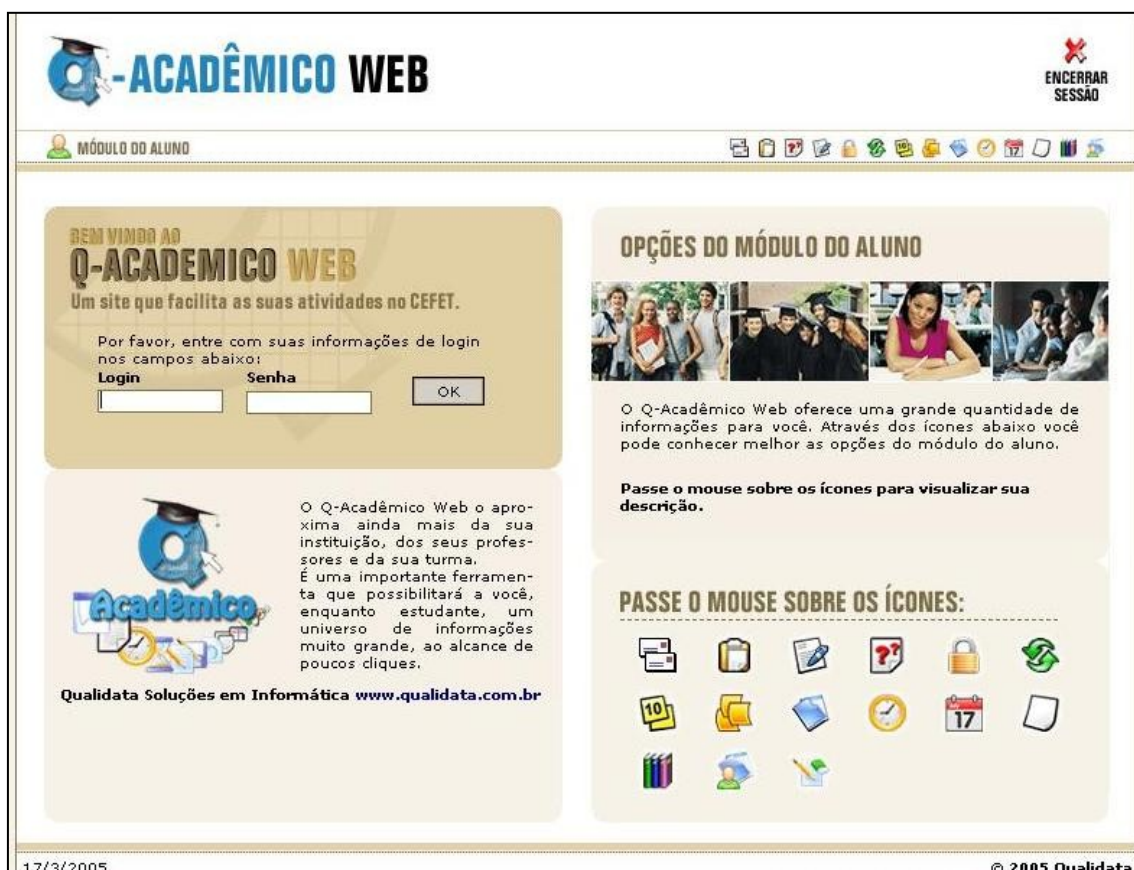 Q-ACADÊMICO WEB
ENCERRAR
SESSÃO
MÓDULO DO ALUNO
17
BEM VINDO AO
Q-ACADEMICO WEB
Um site que facilita as suas atividades no CEFET.
Por favor, entre com suas informações de login
nos campos abaixo:
Login Senha
OK
O Q-Acadêmico Web o apro-
xima ainda mais da sua
instituição, dos seus profes-
sores e da sua turma.
É uma importante ferramen-
ta que possibilitará a você,
enquanto estudante, um
universo de informações
muito grande, ao alcance de
poucos cliques.
Acadêmico
Qualidata Soluções em Informática www.qualidata.com.br
OPÇÕES DO MÓDULO DO ALUNO
O Q-Acadêmico Web oferece uma grande quantidade de
informações para você. Através dos ícones abaixo você
pode conhecer melhor as opções do módulo do aluno.
Passe o mouse sobre os ícones para visualizar sua
descrição.
PASSE O MOUSE SOBRE OS ÍCONES:
??
10
17
17/3/2005
© 2005 Qualidata